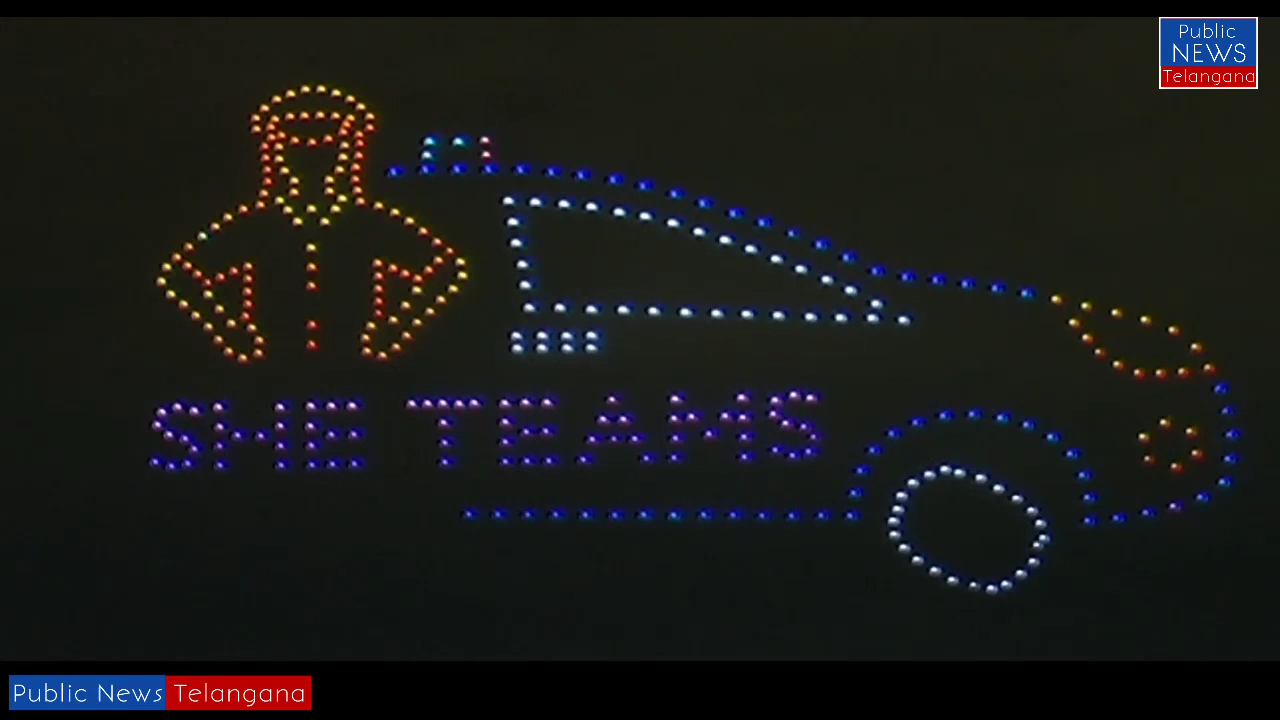 Public
NEWS
Telangana
SHE TEAMS
Public News Telangana